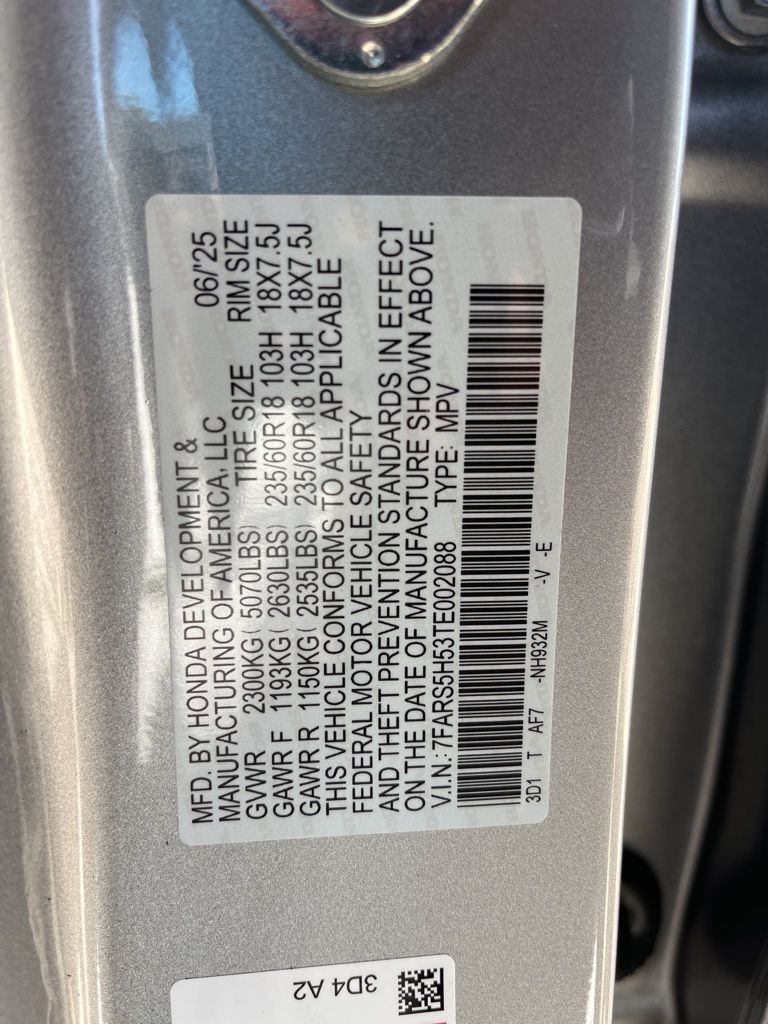 MFD. BY HONDA DEVELOPMENT &
MANUFACTURING OF AMERICA, LLC 06/'25
GVWR 2300KG( 5070LBS) TIRE SIZE RIM SIZE
GAWR F 1193KG( 2630LBS) 235/60R18 103H 18X7.5J
GAWR R 1150KG( 2535LBS) 235/60R18 103H 18X7.5J
THIS VEHICLE CONFORMS TO ALL APPLICABLE
FEDERAL MOTOR VEHICLE SAFETY
AND THEFT PREVENTION STANDARDS IN EFFECT
ON THE DATE OF MANUFACTURE SHOWN ABOVE.
V.I.N.: 7FARS5H53TE002088 TYPE: MPV
3D1 T AF7 -NH932M -V -E
3D4 A2